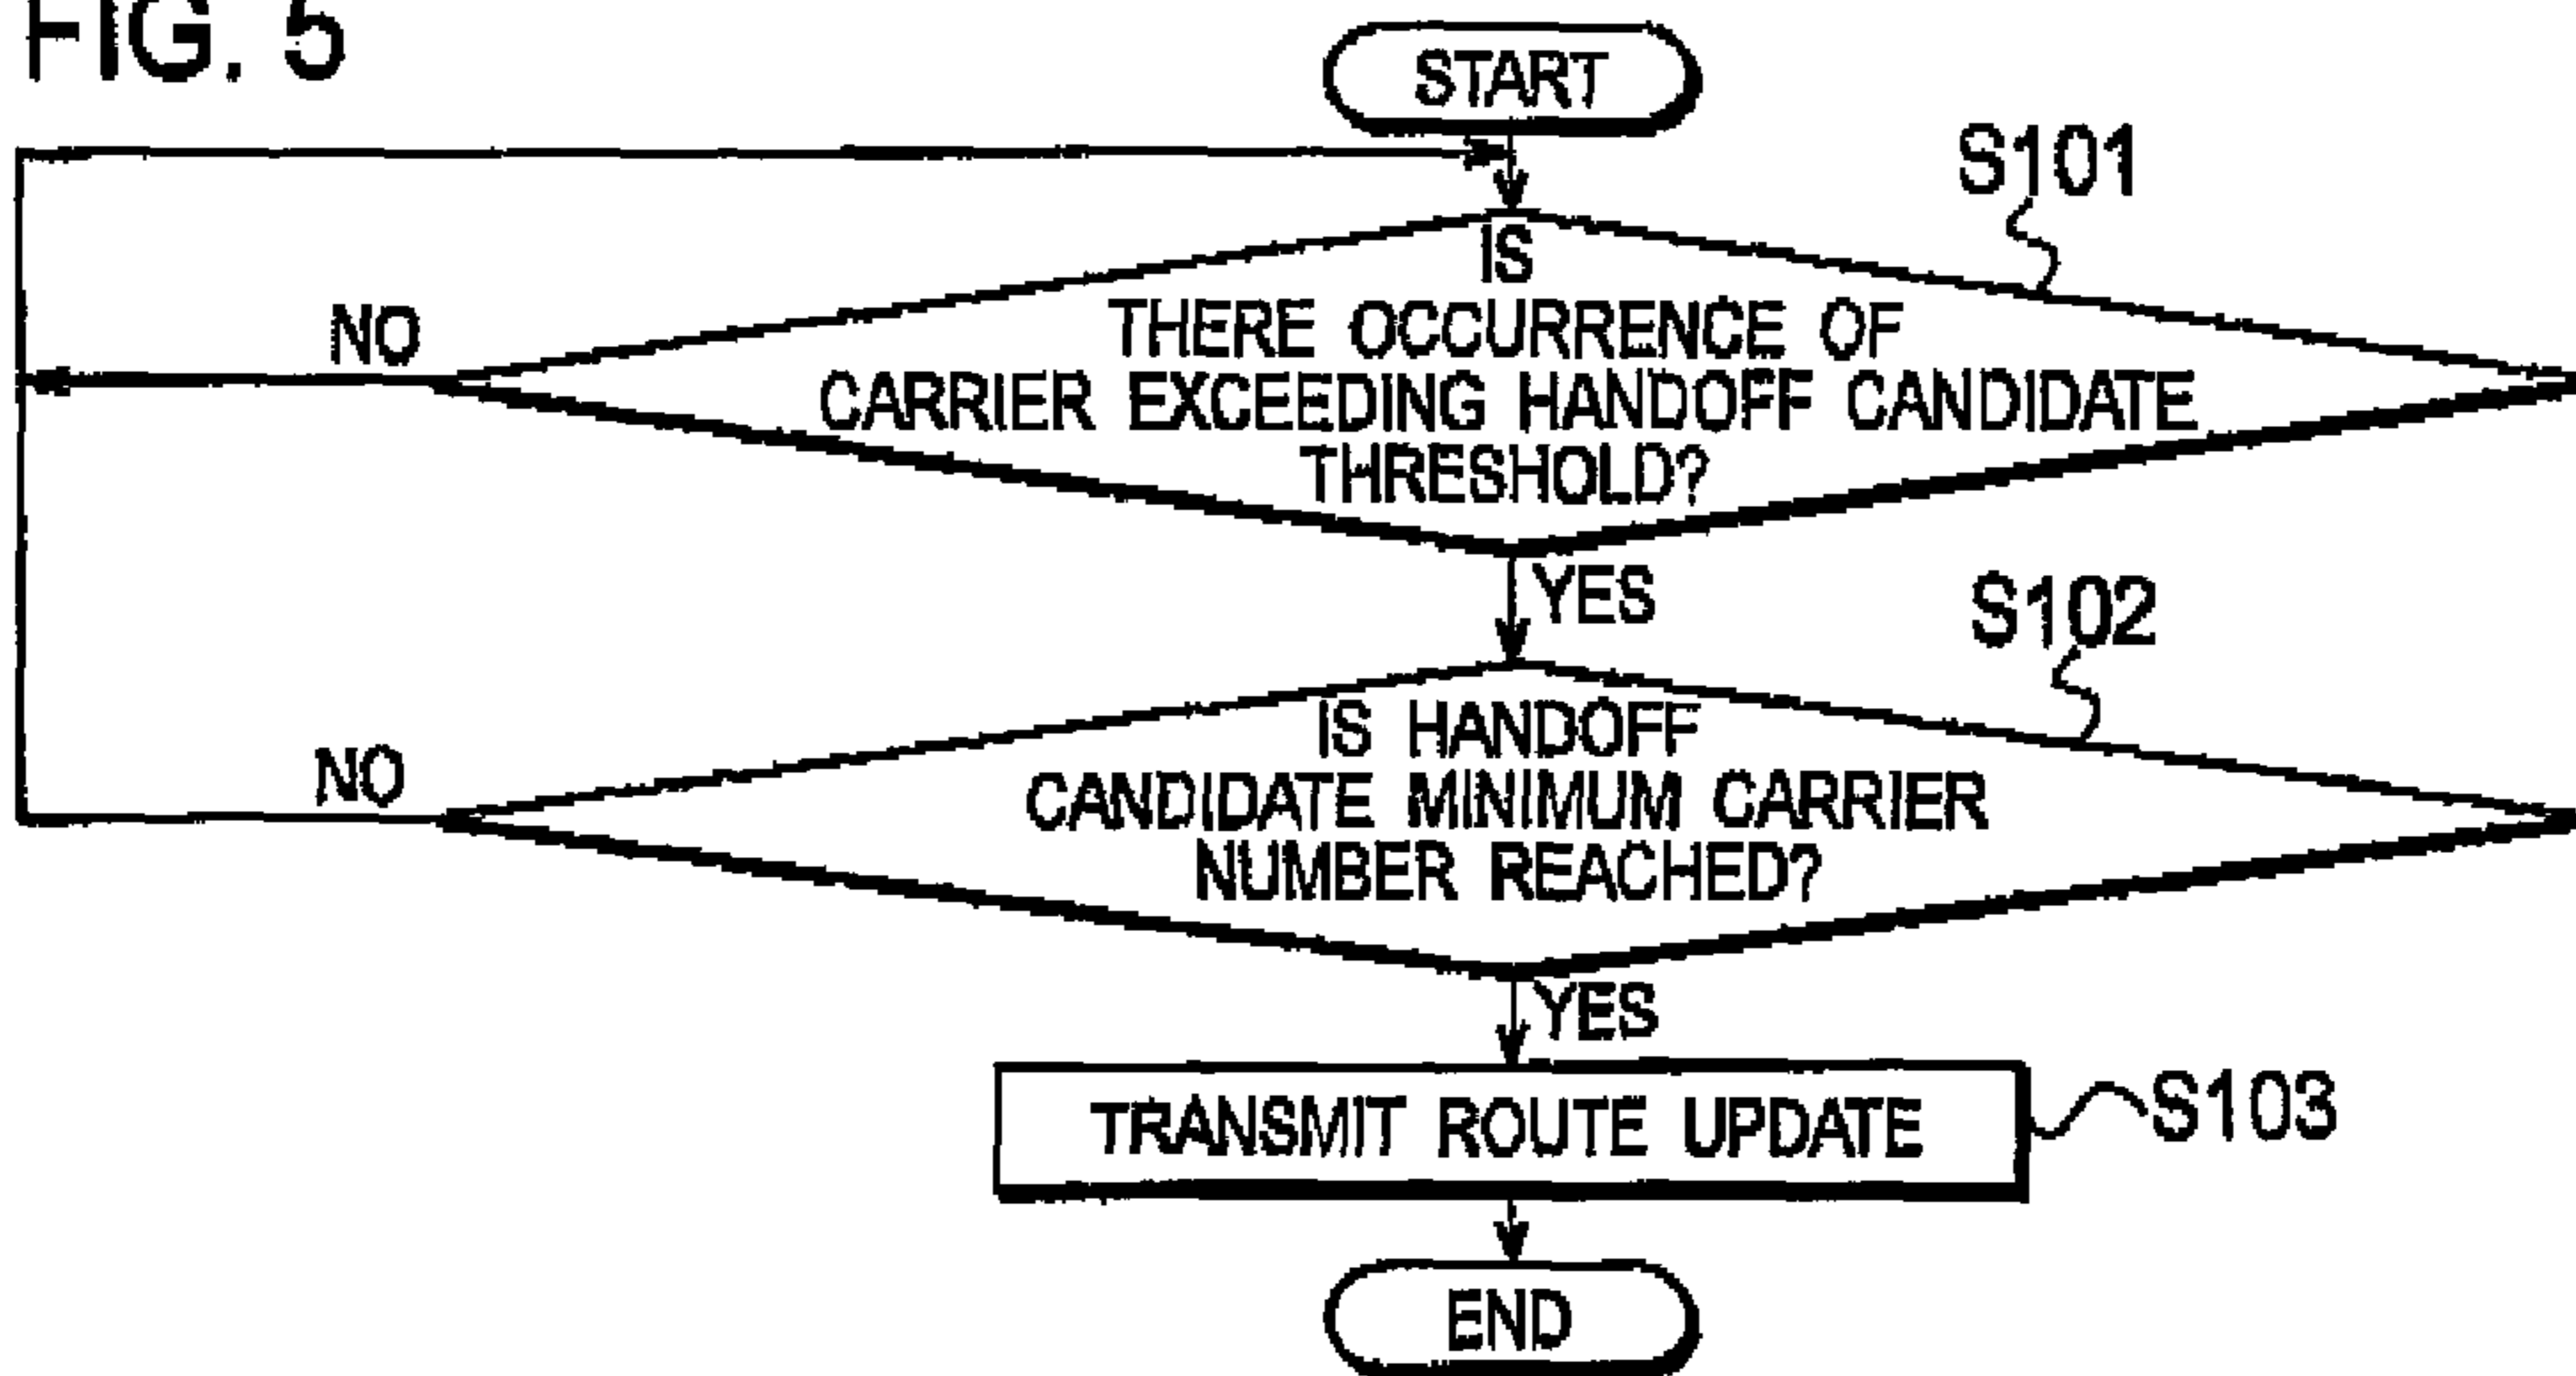 FIG. 5
START
S101
IS
THERE OCCURRENCE OF
CARRIER EXCEEDING HANDOFF CANDIDATE
THRESHOLD?
NO
YES
S102
IS HANDOFF
CANDIDATE MINIMUM CARRIER
NUMBER REACHED?
NO
YES
TRANSMIT ROUTE UPDATE
S103
END